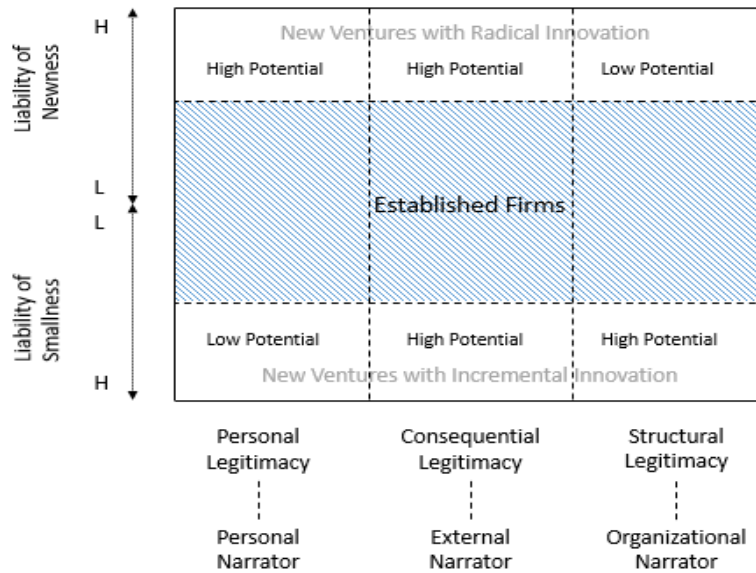 H
New Ventures with Radical Innovation
High Potential
High Potential
Low Potential
Liability of
Newness
L
Established Firms
L
Liability of
Smallness
Low Potential
High Potential
High Potential
New Ventures with Incremental Innovation
H
Personal
Legitimacy
Consequential
Legitimacy
Structural
Legitimacy
Personal
Narrator
External
Narrator
Organizational
Narrator